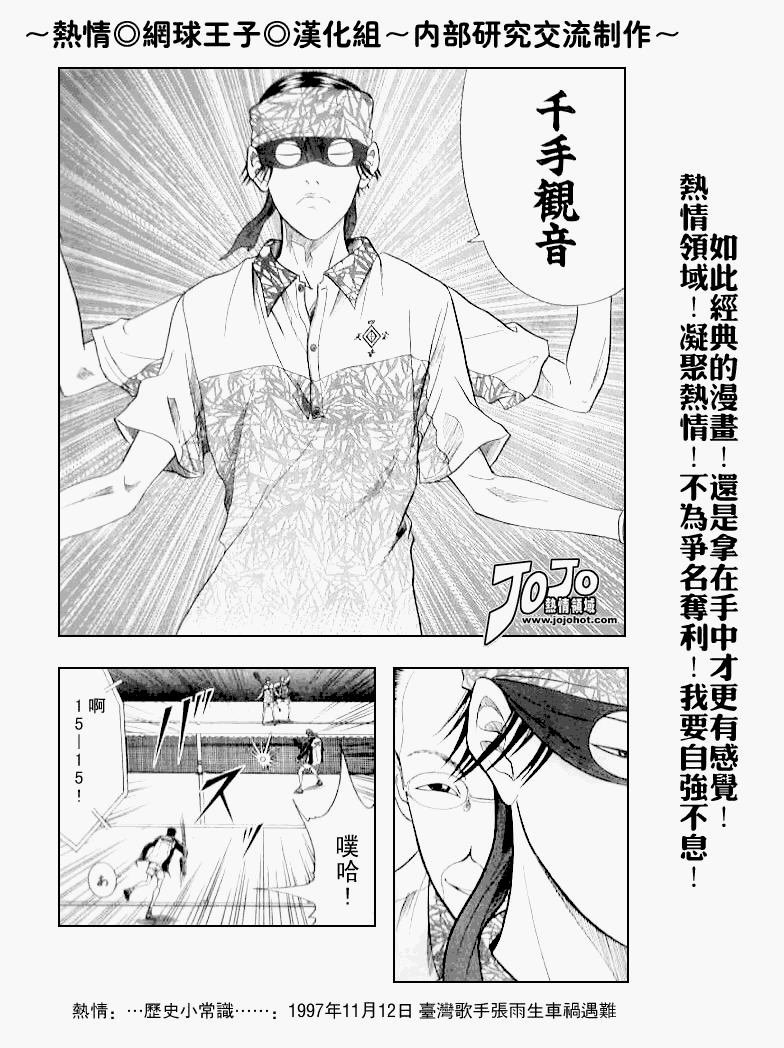 ～熱情◎網球王子◎漢化組～内部研究交流制作～
千手觀音
JOJO
熱情領域
www.jojohot.com
如此經典的漫畫！還是拿在手中才更有感覺！
熱情領域！凝聚熱情！不為爭名奪利！我要自強不息！
噗哈！
啊
15—15！
あ
熱情：…歷史小常識……：1997年11月12日 臺灣歌手張雨生車禍遇難